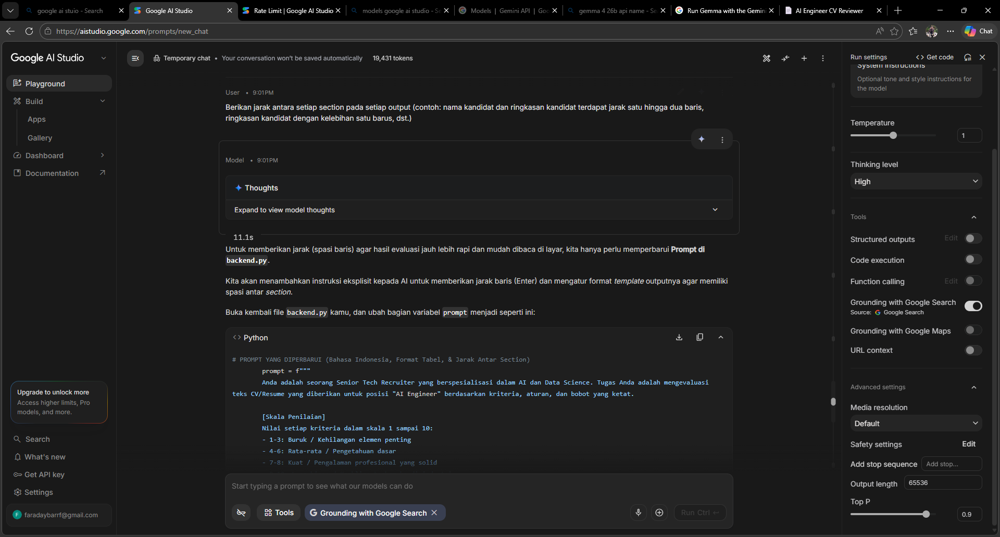 google ai stuio - Search
Google AI Studio
Rate Limit | Google AI Studio
models google ai studio - Se
Models | Gemini API | Goo
gemma 4 26b api name - Se
Run Gemma with the Gemini
AI Engineer CV Reviewer
https://aistudio.google.com/prompts/new_chat
Chat
Google AI Studio
Playground
Build
Apps
Gallery
Dashboard
Documentation
Upgrade to unlock more
Access higher limits, Pro
models, and more.
Search
What's new
Get API key
Settings
F
faradaybarrf@gmail.com
Temporary chat • Your conversation won't be saved automatically 19,431 tokens
User • 9:01 PM
Berikan jarak antara setiap section pada setiap output (contoh: nama kandidat dan ringkasan kandidat terdapat jarak satu hingga dua baris,
ringkasan kandidat dengan kelebihan satu barus, dst.)
Model • 9:01 PM
Thoughts
Expand to view model thoughts
11.1s
Untuk memberikan jarak (spasi baris) agar hasil evaluasi jauh lebih rapi dan mudah dibaca di layar, kita hanya perlu memperbarui Prompt di
backend.py.
Kita akan menambahkan instruksi eksplisit kepada AI untuk memberikan jarak baris (Enter) dan mengatur format template outputnya agar memiliki
spasi antar section.
Buka kembali file backend.py kamu, dan ubah bagian variabel prompt menjadi seperti ini:
<> Python
# PROMPT YANG DIPERBARUI (Bahasa Indonesia, Format Tabel, & Jarak Antar Section)
prompt = f"""
Anda adalah seorang Senior Tech Recruiter yang berspesialisasi dalam AI dan Data Science. Tugas Anda adalah mengevaluasi
teks CV/Resume yang diberikan untuk posisi "AI Engineer" berdasarkan kriteria, aturan, dan bobot yang ketat.
[Skala Penilaian]
Nilai setiap kriteria dalam skala 1 sampai 10:
- 1-3: Buruk / Kehilangan elemen penting
- 4-6: Rata-rata / Pengetahuan dasar
- 7-8: Kuat / Pengalaman profesional yang solid
Start typing a prompt to see what our models can do
Tools
Grounding with Google Search
Run Ctrl ↵
Run settings
<> Get code
System instructions
Optional tone and style instructions for
the model
Temperature
1
Thinking level
High
Tools
Structured outputs Edit
Code execution
Function calling Edit
Grounding with Google Search
Source: Google Search
Grounding with Google Maps
URL context
Advanced settings
Media resolution
Default
Safety settings Edit
Add stop sequence Add stop...
Output length 65536
Top P
0.9